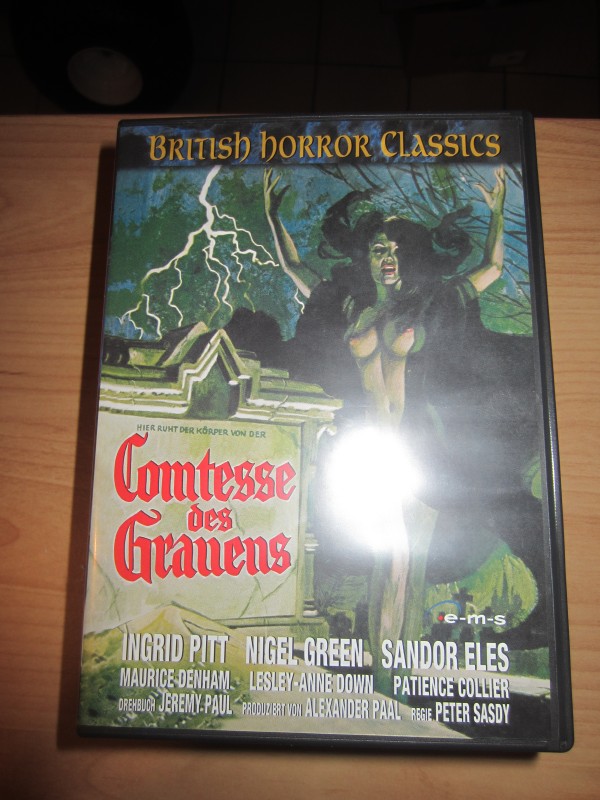 BRITISH HORROR CLASSICS
HIER RUHT DER KÖRPER VON DER
Comtesse
des
Grauens
e-m-s
INGRID PITT NIGEL GREEN SANDOR ELES
MAURICE DENHAM LESLEY-ANNE DOWN PATIENCE COLLIER
DREHBUCH JEREMY PAUL PRODUZIERT VON ALEXANDER PAAL REGIE PETER SASDY